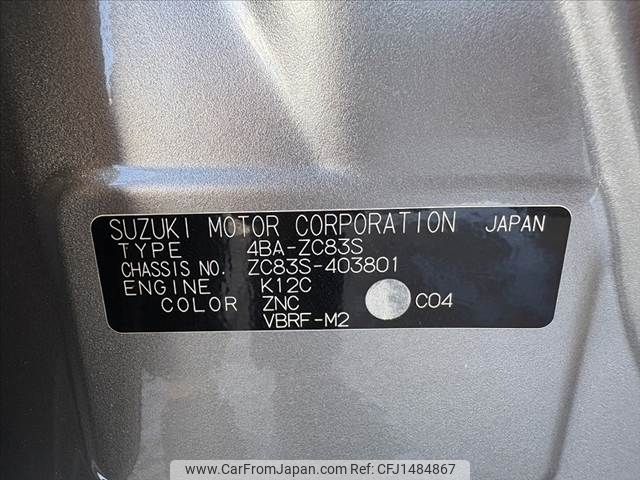 SUZUKI MOTOR CORPORATION JAPAN
TYPE 4BA-ZC83S
CHASSIS NO. ZC83S-403801
ENGINE K12C
COLOR ZNC C04
VBRF-M2
www.CarFromJapan.com | Ref No: CFJ1484867